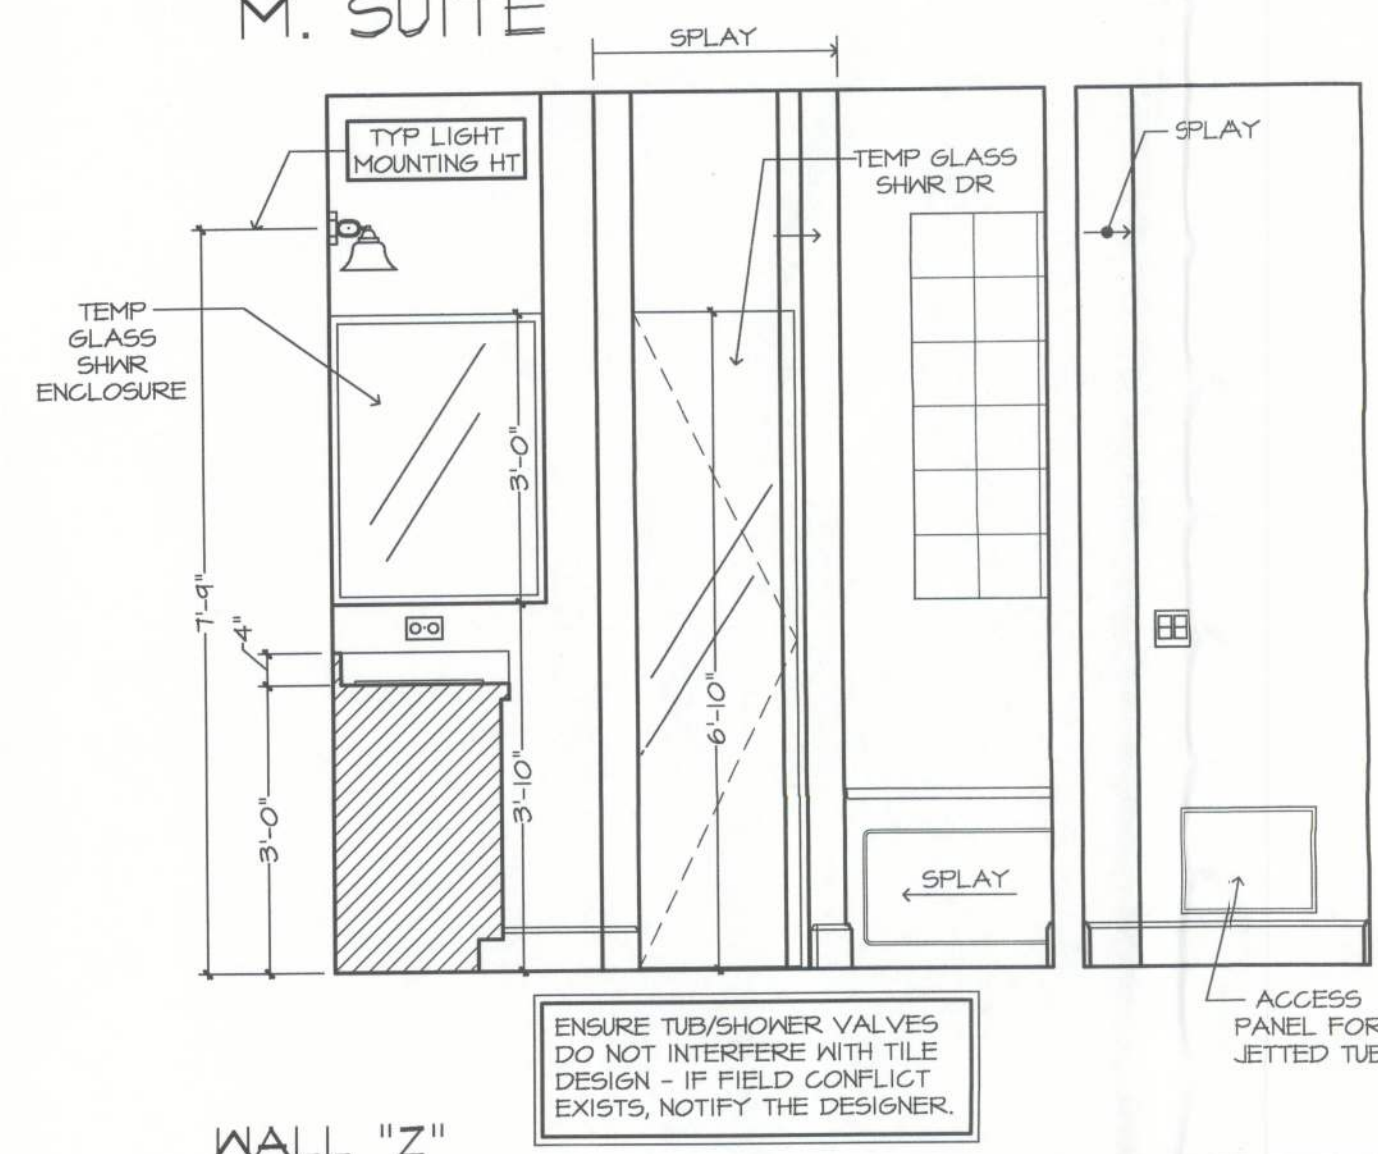 M. SUITE
SPLAY
TYP LIGHT
MOUNTING HT
TEMP GLASS
SHWR DR
SPLAY
TEMP
GLASS
SHWR
ENCLOSURE
3'-0"
7'-9"
4"
6'-10"
3'-10"
3'-0"
SPLAY
ACCESS
PANEL FOR
JETTED TUB
ENSURE TUB/SHOWER VALVES
DO NOT INTERFERE WITH TILE
DESIGN - IF FIELD CONFLICT
EXISTS, NOTIFY THE DESIGNER.
WALL "Z"